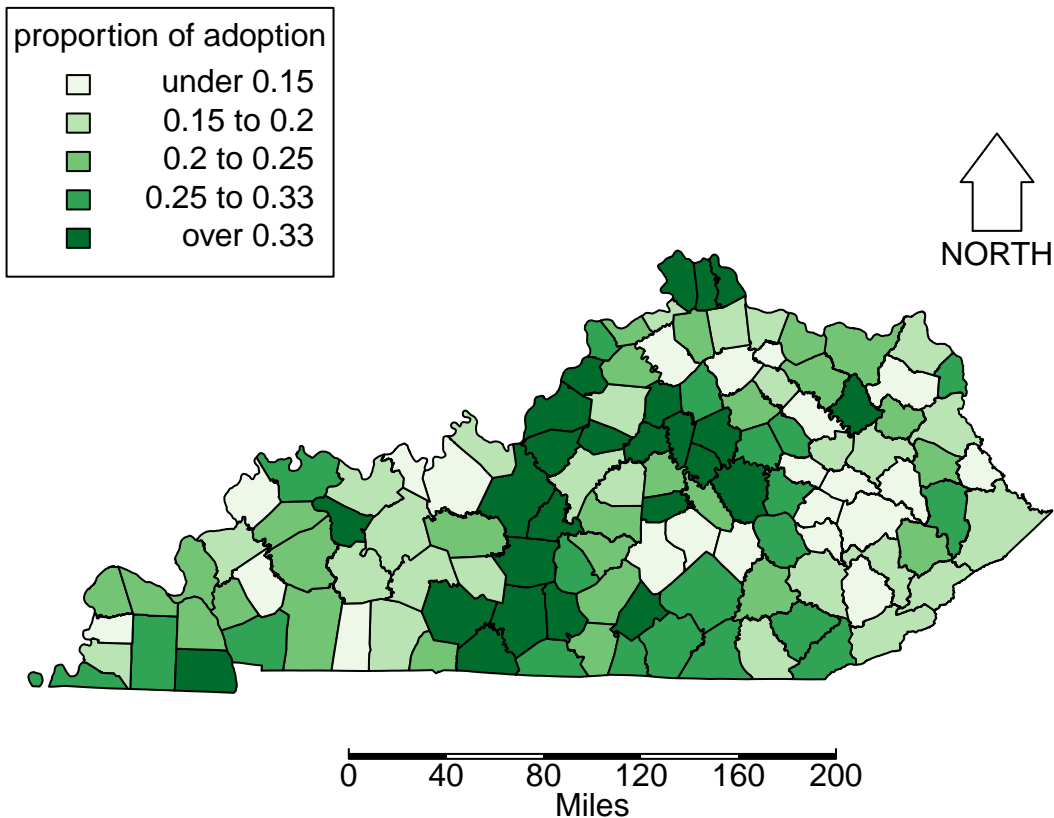 proportion of adoption
under 0.15
0.15 to 0.2
0.2 to 0.25
0.25 to 0.33
over 0.33
NORTH
0 40 80 120 160 200
Miles